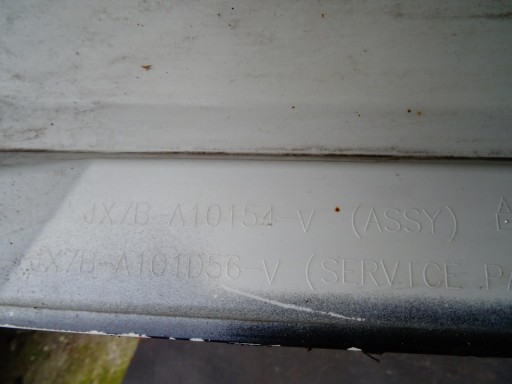 JX7B-A10154-V (ASSY)
JX7B-A101D56-V (SERVICE